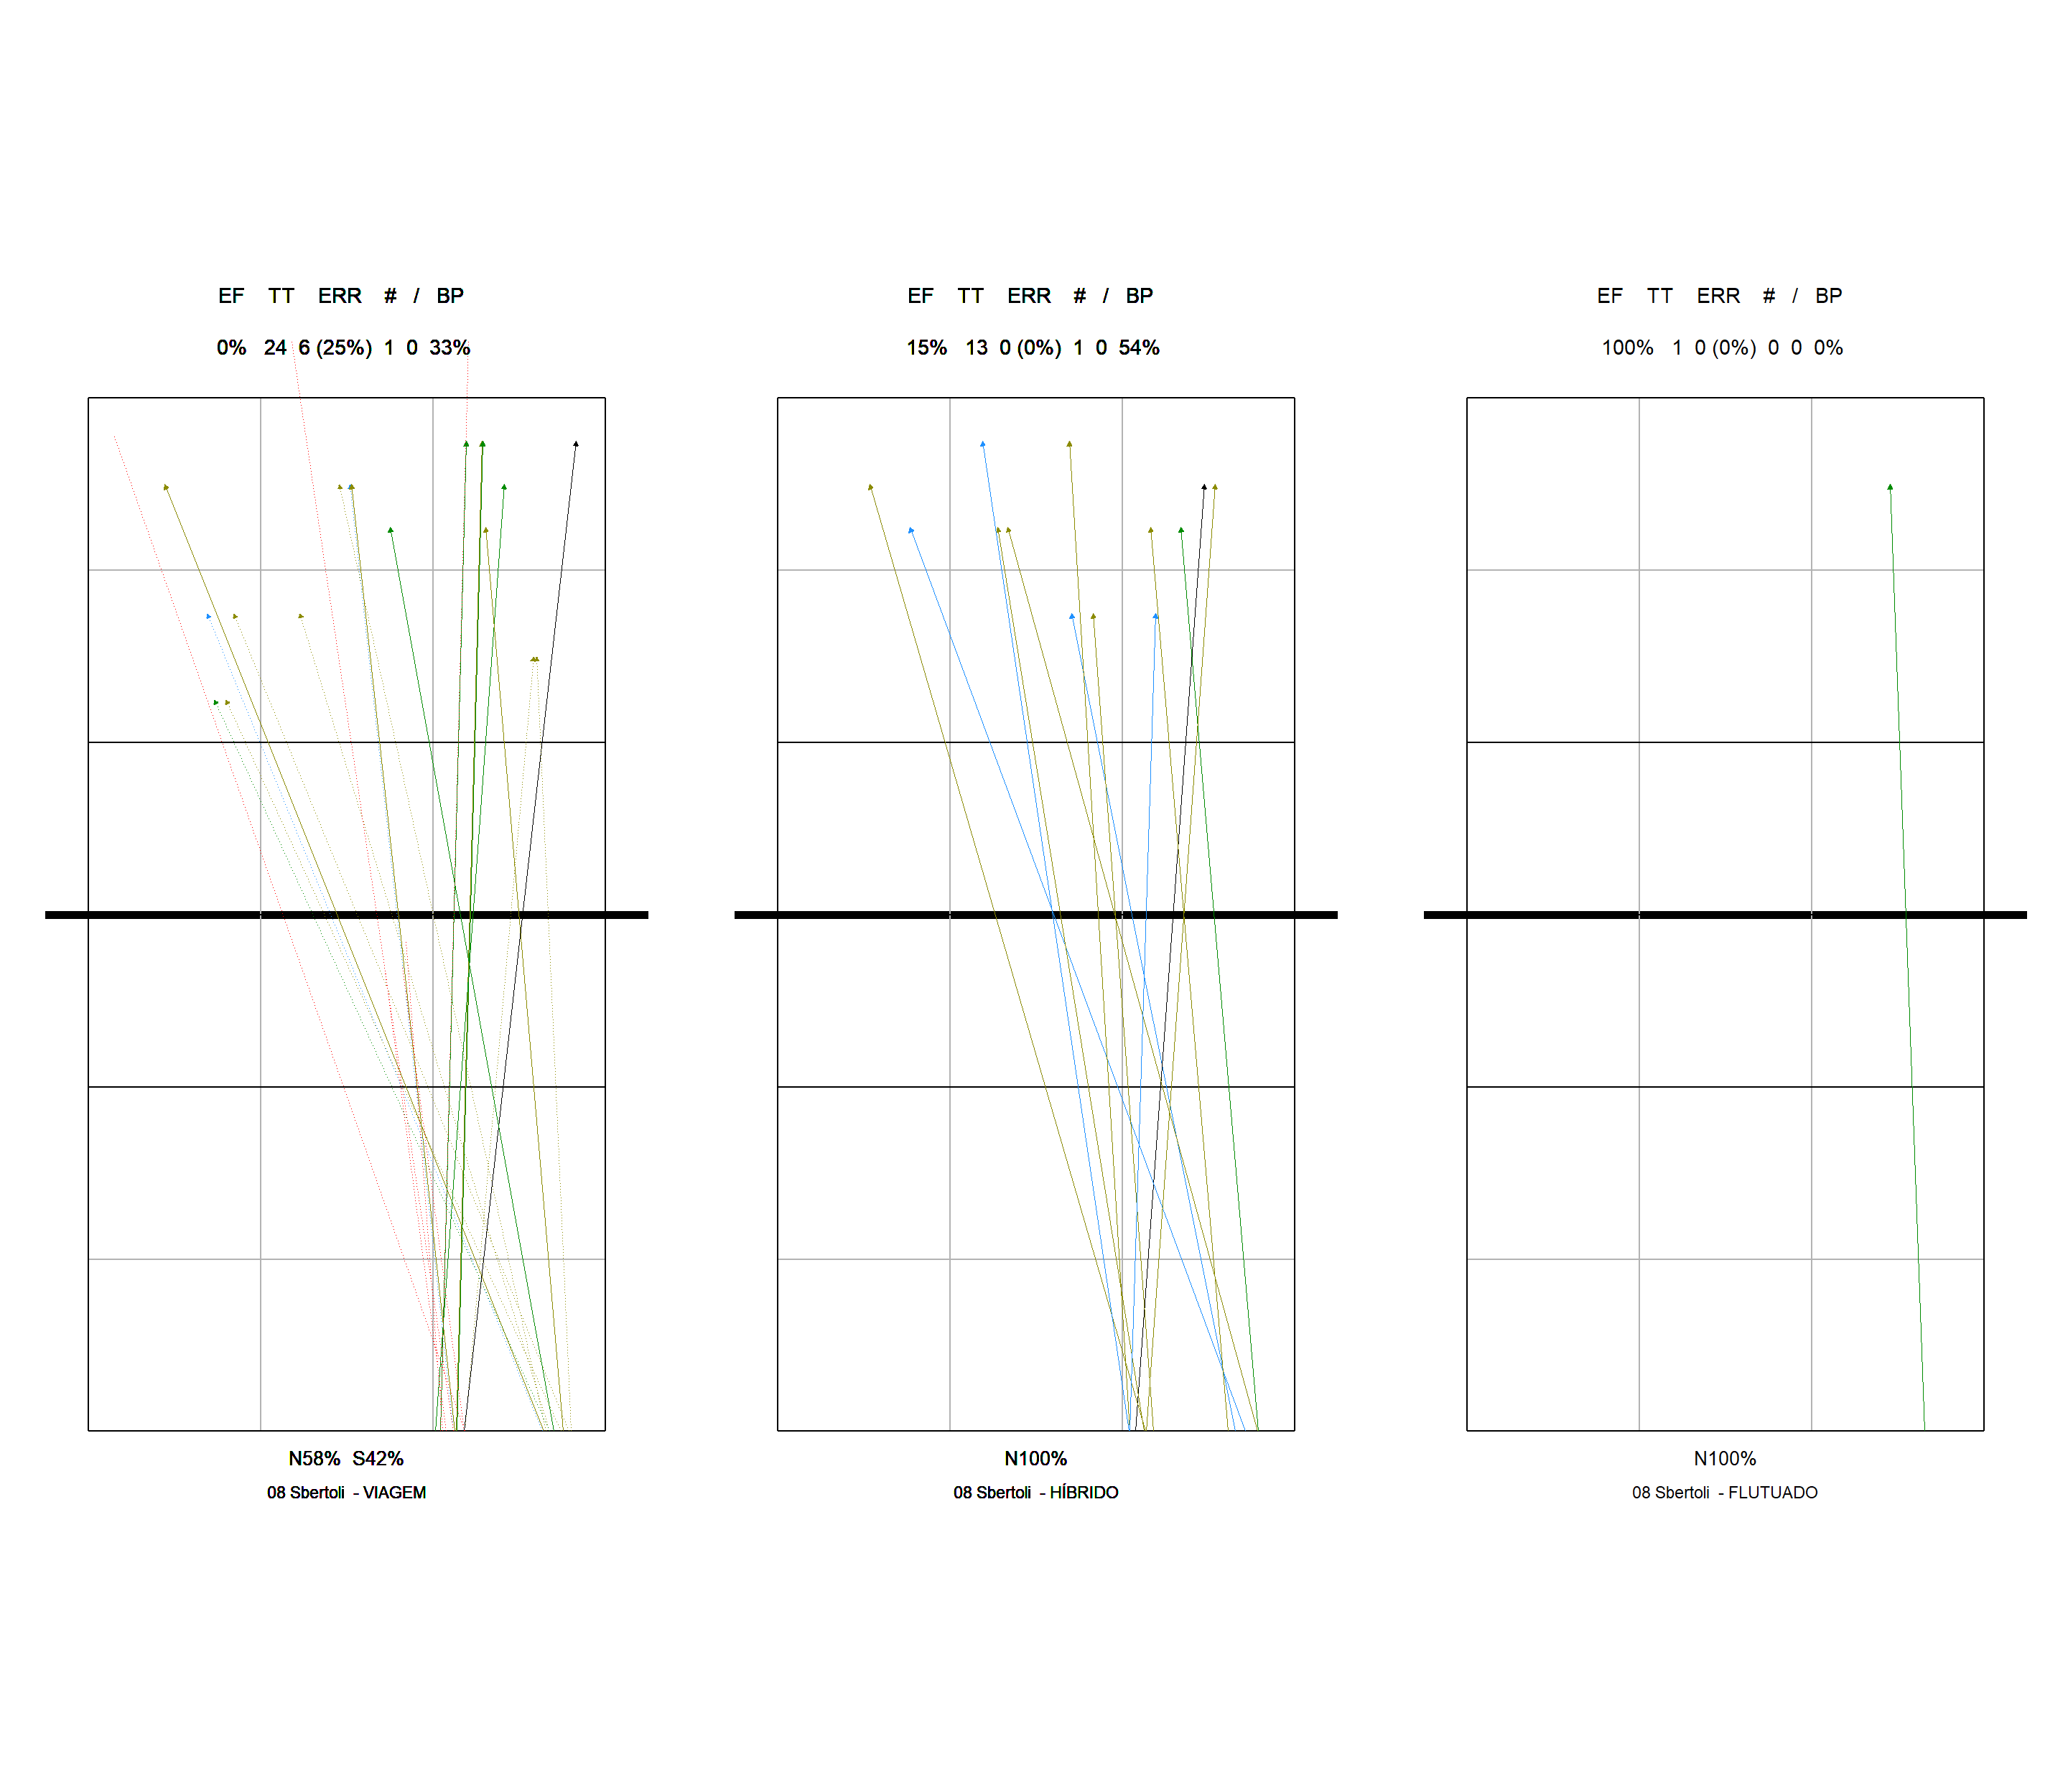 EF TT ERR # / BP
0% 24 6 (25%) 1 0 33%
N58% S42%
08 Sbertoli - VIAGEM
EF TT ERR # / BP
15% 13 0 (0%) 1 0 54%
N100%
08 Sbertoli - HÍBRIDO
EF TT ERR # / BP
100% 1 0 (0%) 0 0 0%
N100%
08 Sbertoli - FLUTUADO